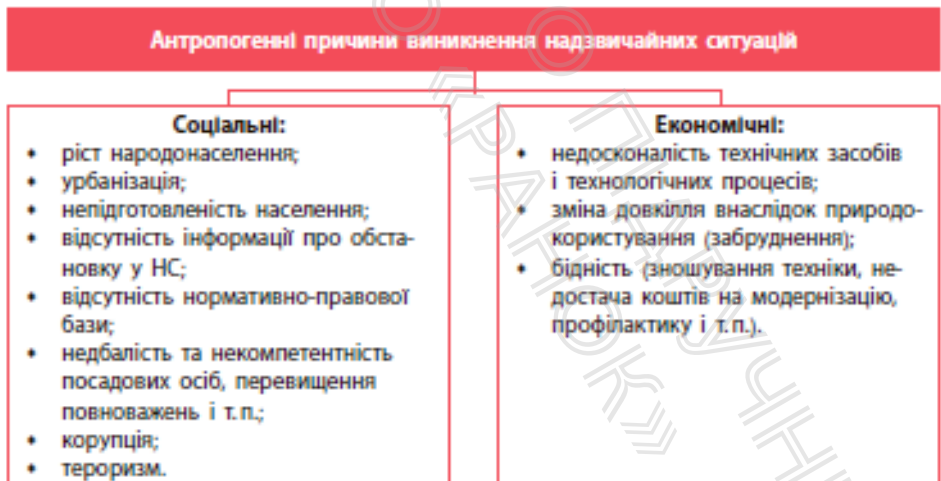 Антропогенні причини виникнення надзвичайних ситуацій
Соціальні:
• ріст народонаселення;
• урбанізація;
• непідготовленість населення;
• відсутність інформації про обста-
новку у НС;
• відсутність нормативно-правової
бази;
• недбалість та некомпетентність
посадових осіб, перевищення
повноважень і т. п.;
• корупція;
• тероризм.
Економічні:
• недосконалість технічних засобів
і технологічних процесів;
• зміна довкілля внаслідок природо-
користування (забруднення);
• бідність (зношування техніки, не-
достача коштів на модернізацію,
профілактику і т. п.).
«РАНОК»